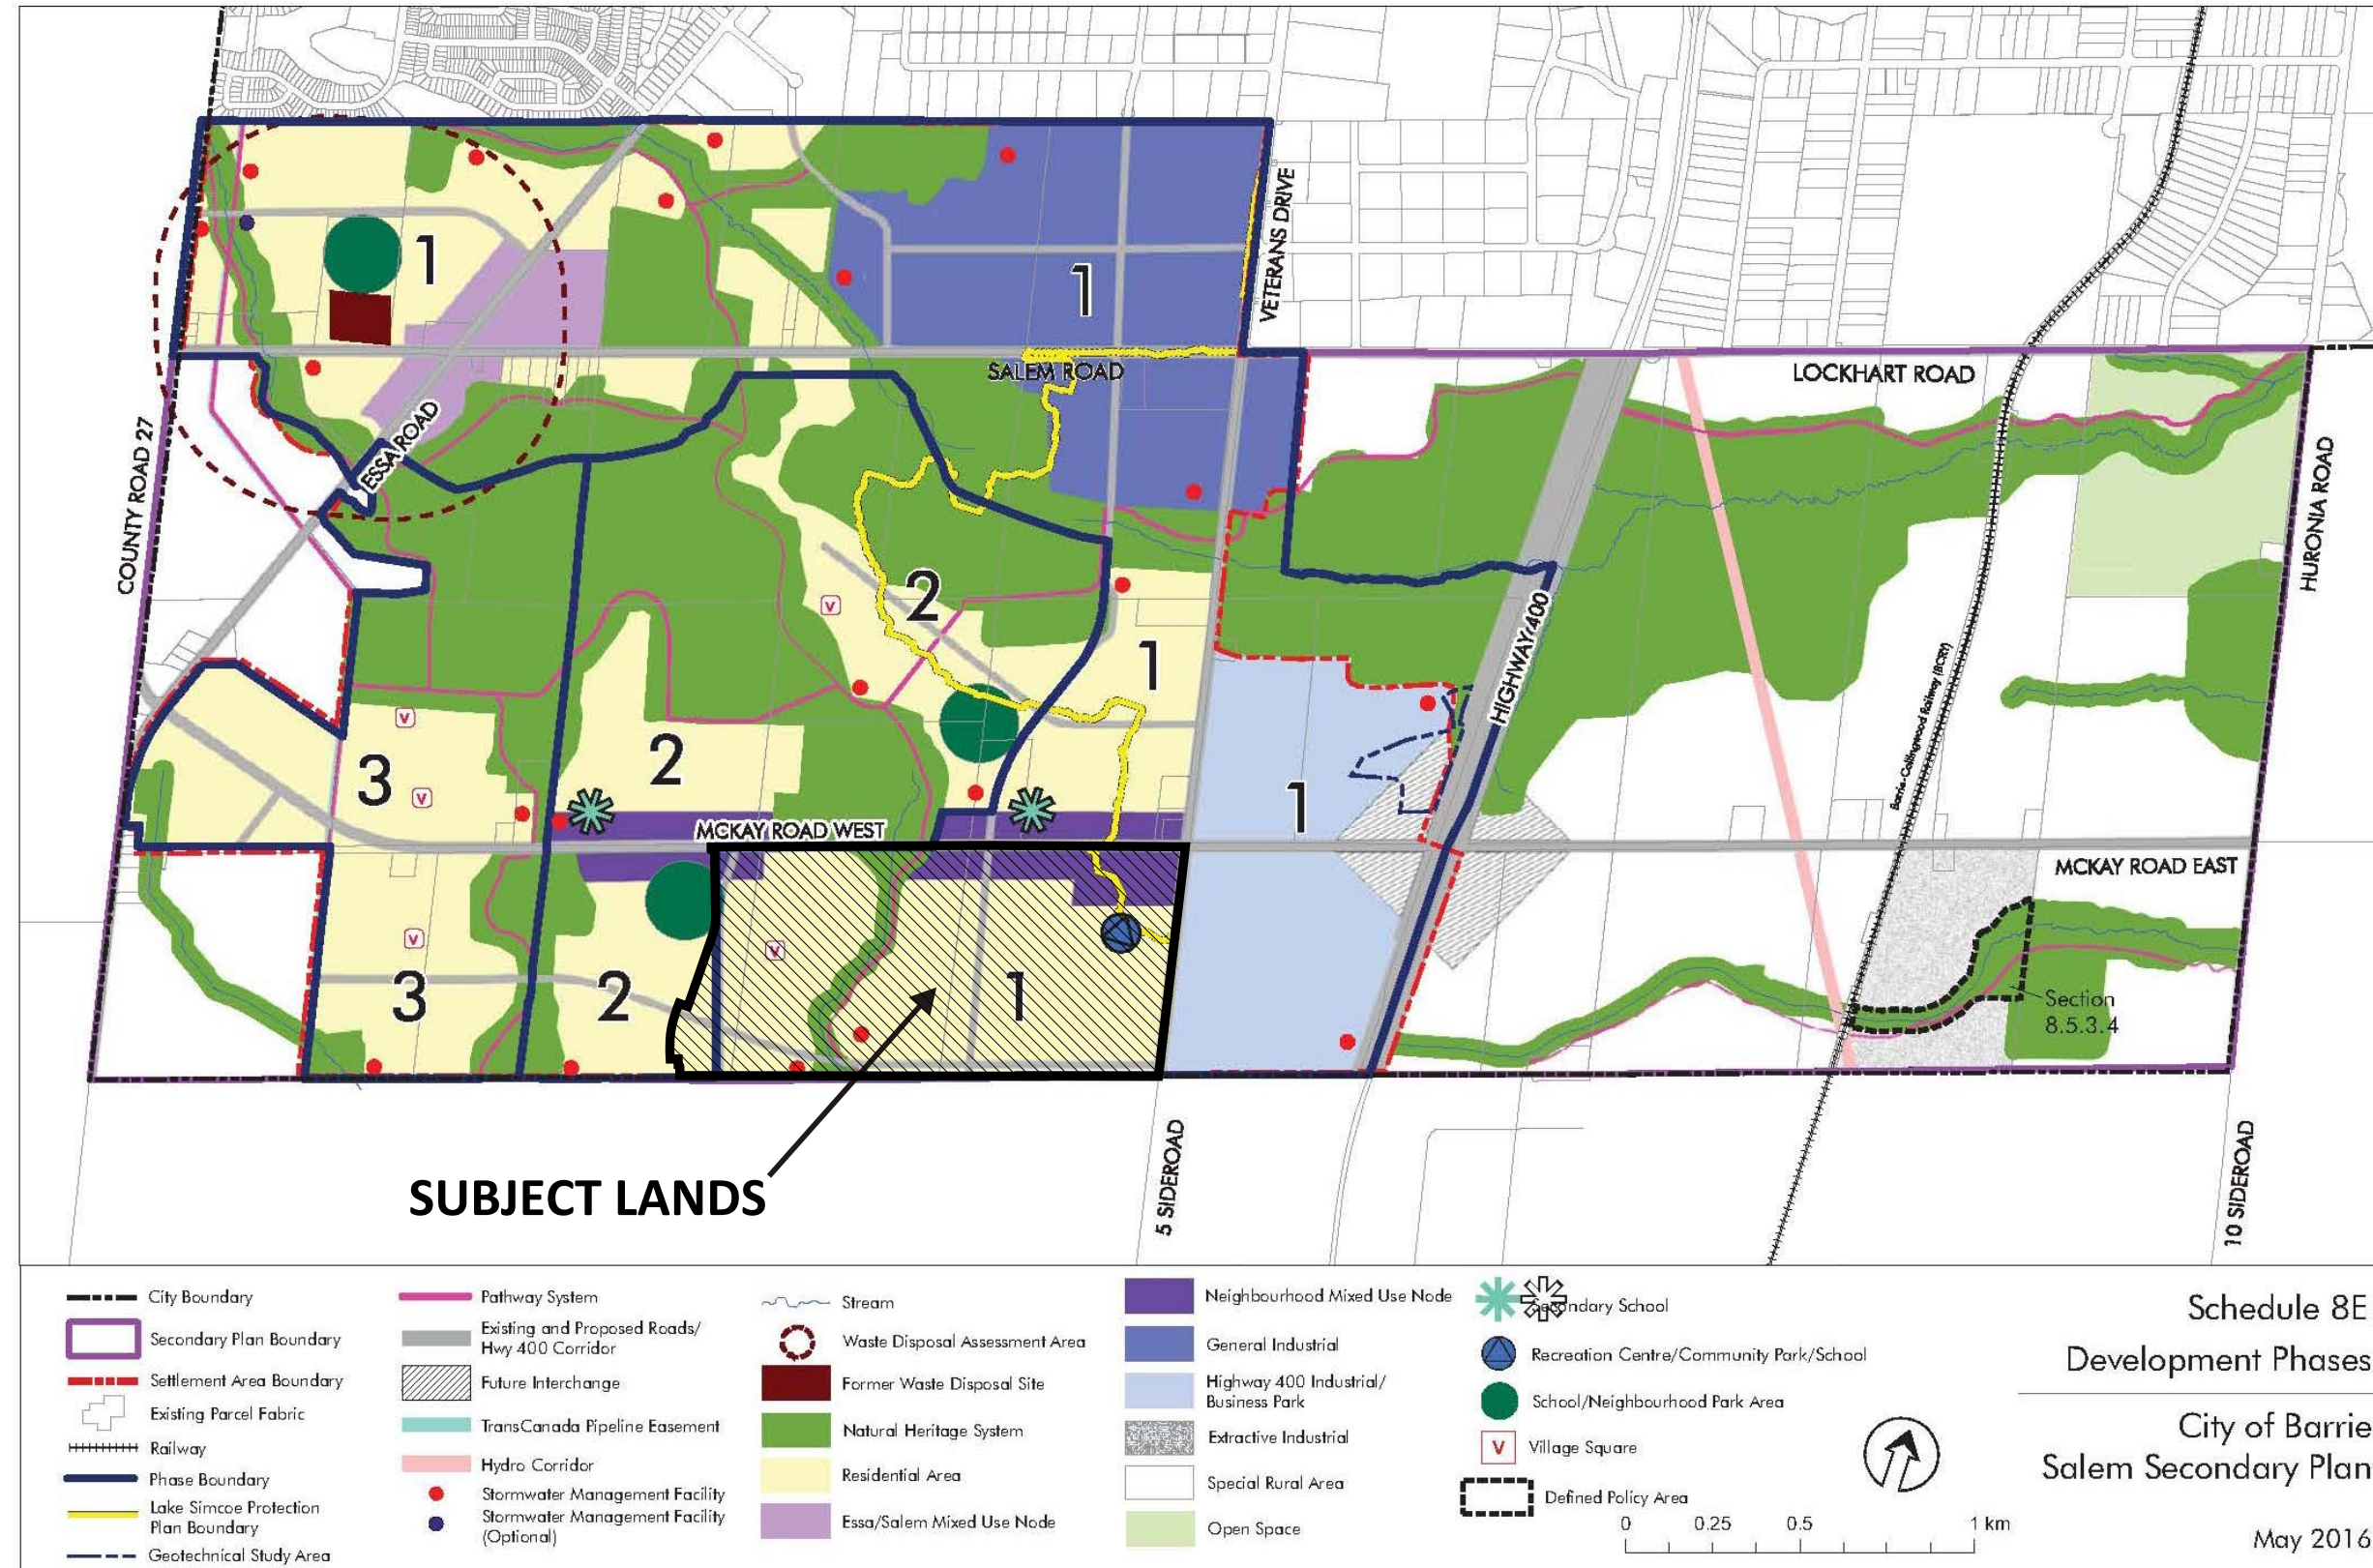 1
1
VETERANS DRIVE
SALEM ROAD
LOCKHART ROAD
ESSA ROAD
COUNTY ROAD 27
HURONIA ROAD
V
2
1
HIGHWAY 400
Barrie-Collingwood Railway (BCRY)
V
3
V
2
1
MCKAY ROAD WEST
MCKAY ROAD EAST
V
V
3
2
1
Section
8.5.3.4
SUBJECT LANDS
5 SIDEROAD
10 SIDEROAD
City Boundary
Secondary Plan Boundary
Settlement Area Boundary
Existing Parcel Fabric
Railway
Phase Boundary
Lake Simcoe Protection
Plan Boundary
Geotechnical Study Area
Pathway System
Existing and Proposed Roads/
Hwy 400 Corridor
Future Interchange
TransCanada Pipeline Easement
Hydro Corridor
Stormwater Management Facility
Stormwater Management Facility
(Optional)
Stream
Waste Disposal Assessment Area
Former Waste Disposal Site
Natural Heritage System
Residential Area
Essa/Salem Mixed Use Node
Neighbourhood Mixed Use Node
General Industrial
Highway 400 Industrial/
Business Park
Extractive Industrial
Special Rural Area
Open Space
Secondary School
Recreation Centre/Community Park/School
School/Neighbourhood Park Area
V Village Square
Defined Policy Area
0 0.25 0.5 1 km
Schedule 8E
Development Phases
City of Barrie
Salem Secondary Plan
May 2016